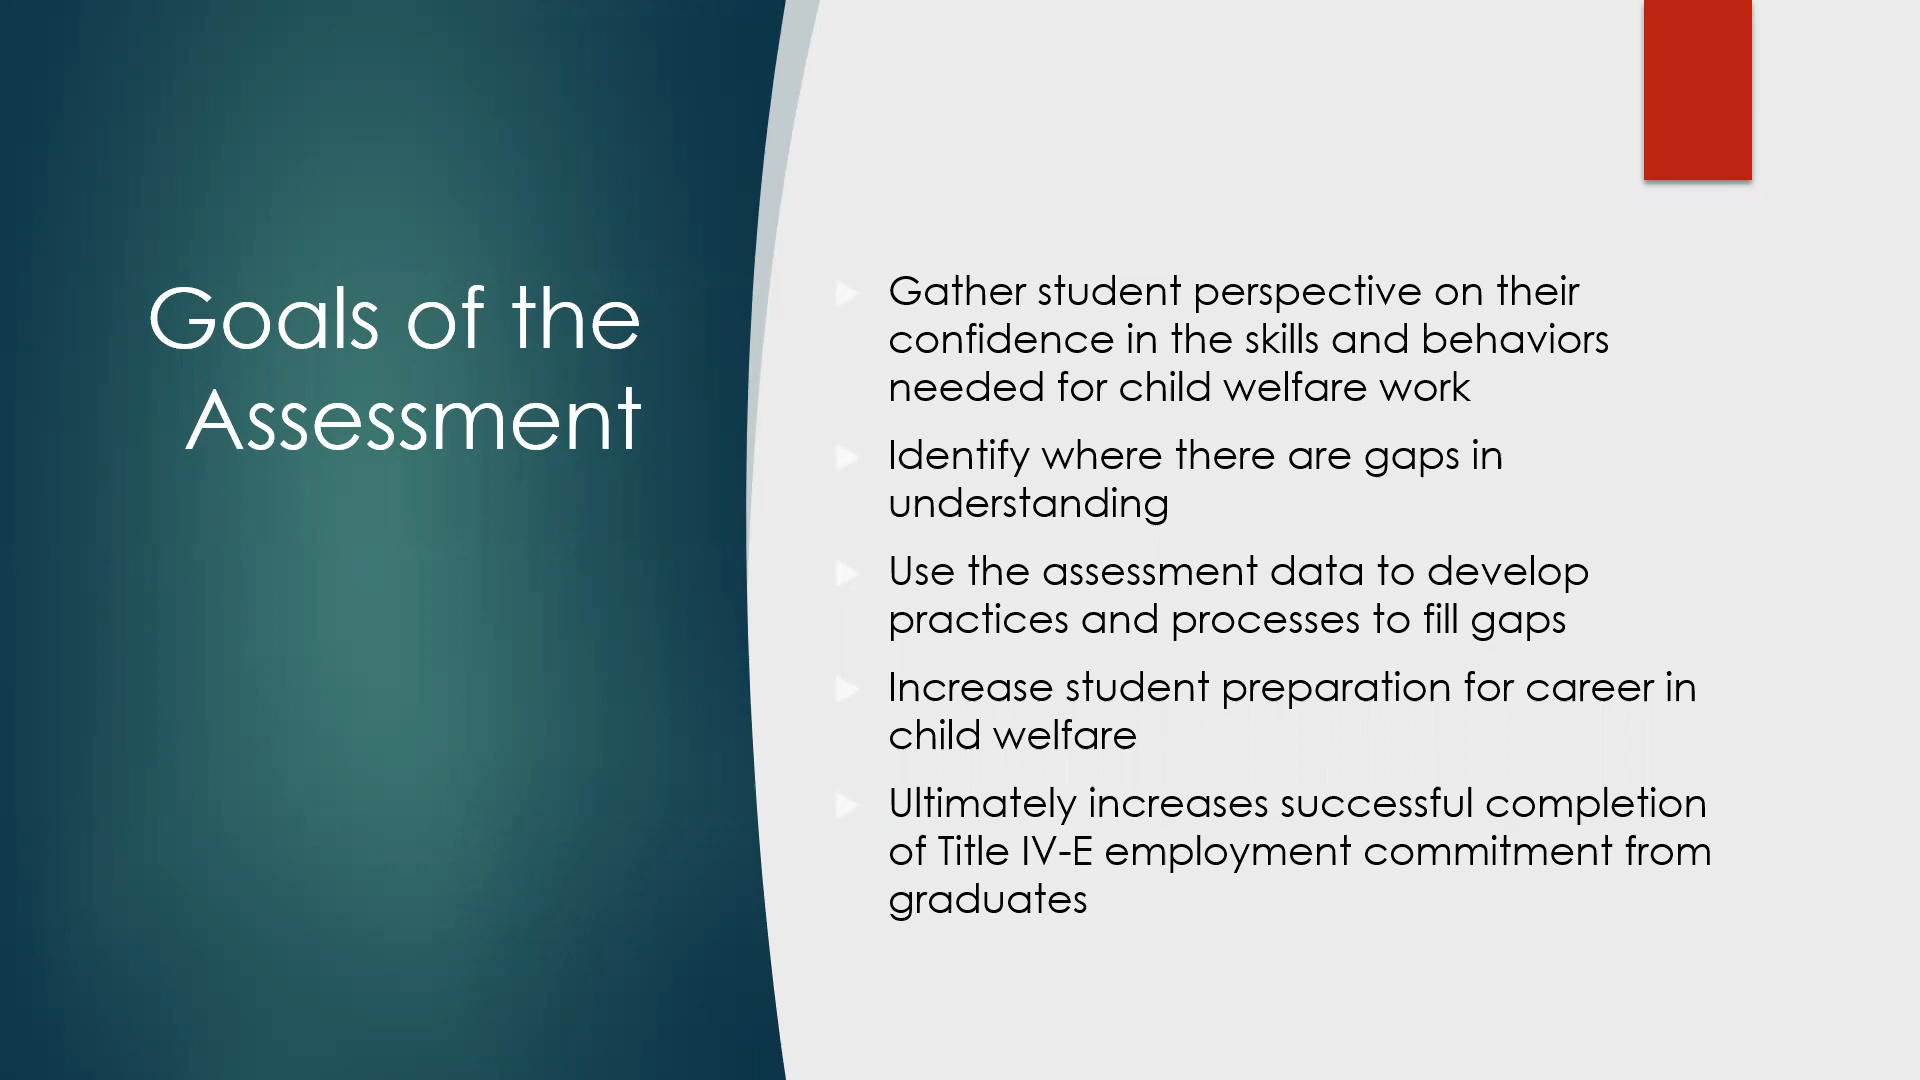 Goals of the
Assessment
Gather student perspective on their
confidence in the skills and behaviors
needed for child welfare work
Identify where there are gaps in
understanding
Use the assessment data to develop
practices and processes to fill gaps
Increase student preparation for career in
child welfare
Ultimately increases successful completion
of Title IV-E employment commitment from
graduates